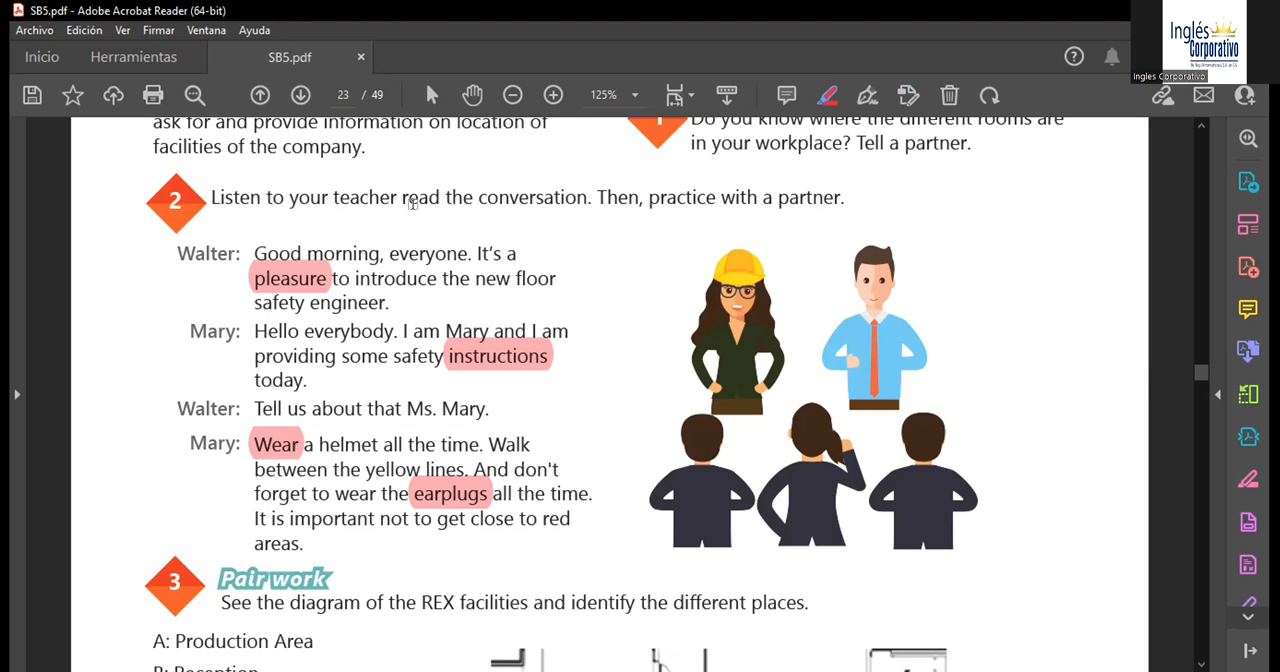 SB5.pdf - Adobe Acrobat Reader (64-bit)
Archivo Edición Ver Firmar Ventana Ayuda
Inicio Herramientas SB5.pdf ×
23 / 49 125%
Inglés
Corporativo
Ingles Corporativo
ask for and provide information on location of
facilities of the company.
1
Do you know where the different rooms are
in your workplace? Tell a partner.
2 Listen to your teacher read the conversation. Then, practice with a partner.
Walter: Good morning, everyone. It's a
pleasure to introduce the new floor
safety engineer.
Mary: Hello everybody. I am Mary and I am
providing some safety instructions
today.
Walter: Tell us about that Ms. Mary.
Mary: Wear a helmet all the time. Walk
between the yellow lines. And don't
forget to wear the earplugs all the time.
It is important not to get close to red
areas.
3 Pair work
See the diagram of the REX facilities and identify the different places.
A: Production Area
B: Reception